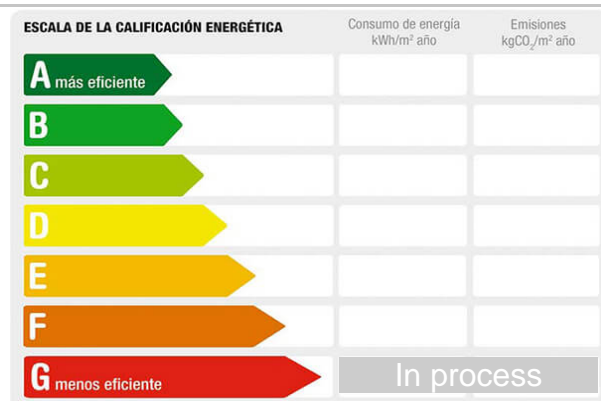 ESCALA DE LA CALIFICACIÓN ENERGÉTICA
Consumo de energía
kWh/m² año
Emisiones
kgCO₂/m² año
A más eficiente
B
C
D
E
F
G menos eficiente
In process